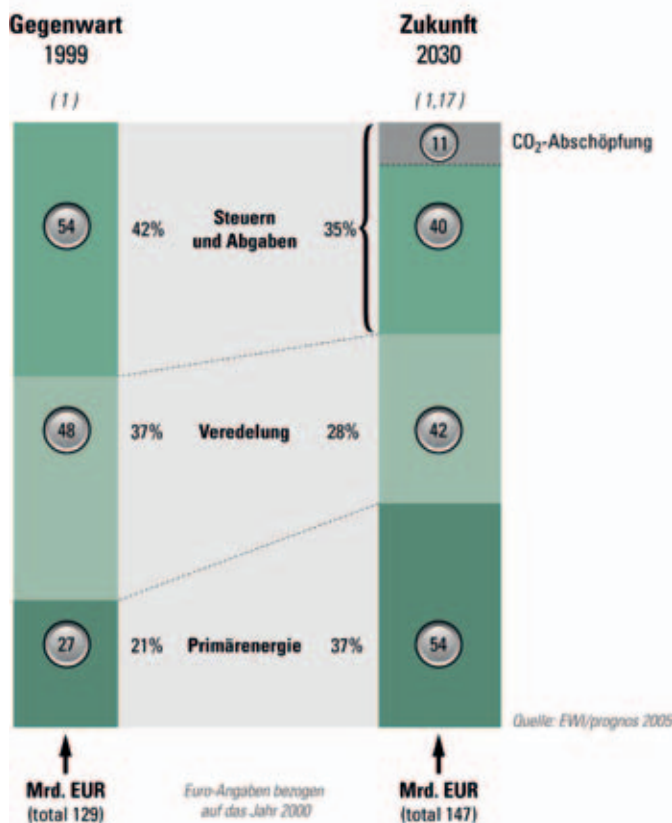 Gegenwart
1999
(1)
Zukunft
2030
(1,17)
11
CO₂-Abschöpfung
54
42%
Steuern
und Abgaben
35%
40
48
37%
Veredelung
28%
42
27
21%
Primärenergie
37%
54
Quelle: EWI/prognos 2005
Mrd. EUR
(total 129)
Euro-Angaben bezogen
auf das Jahr 2000
Mrd. EUR
(total 147)